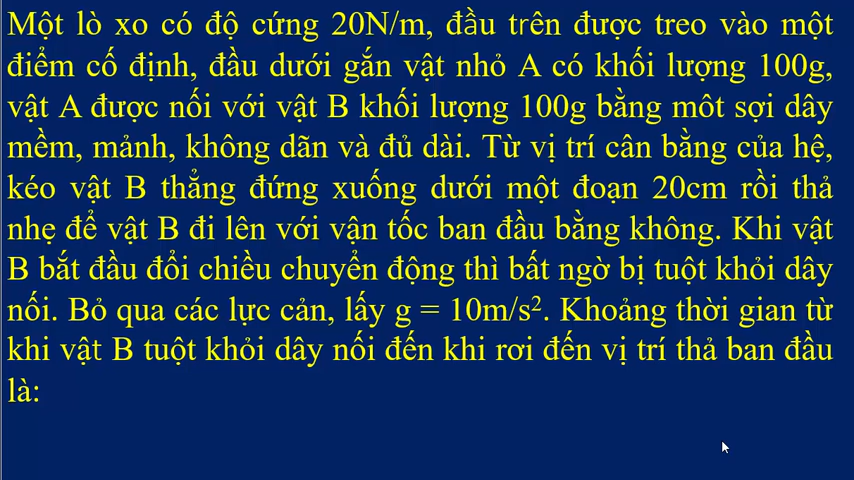 Một lò xo có độ cứng 20N/m, đầu trên được treo vào một
điểm cố định, đầu dưới gắn vật nhỏ A có khối lượng 100g,
vật A được nối với vật B khối lượng 100g bằng môt sợi dây
mềm, mảnh, không dãn và đủ dài. Từ vị trí cân bằng của hệ,
kéo vật B thẳng đứng xuống dưới một đoạn 20cm rồi thả
nhẹ để vật B đi lên với vận tốc ban đầu bằng không. Khi vật
B bắt đầu đổi chiều chuyển động thì bất ngờ bị tuột khỏi dây
nối. Bỏ qua các lực cản, lấy g = 10m/s². Khoảng thời gian từ
khi vật B tuột khỏi dây nối đến khi rơi đến vị trí thả ban đầu
là: